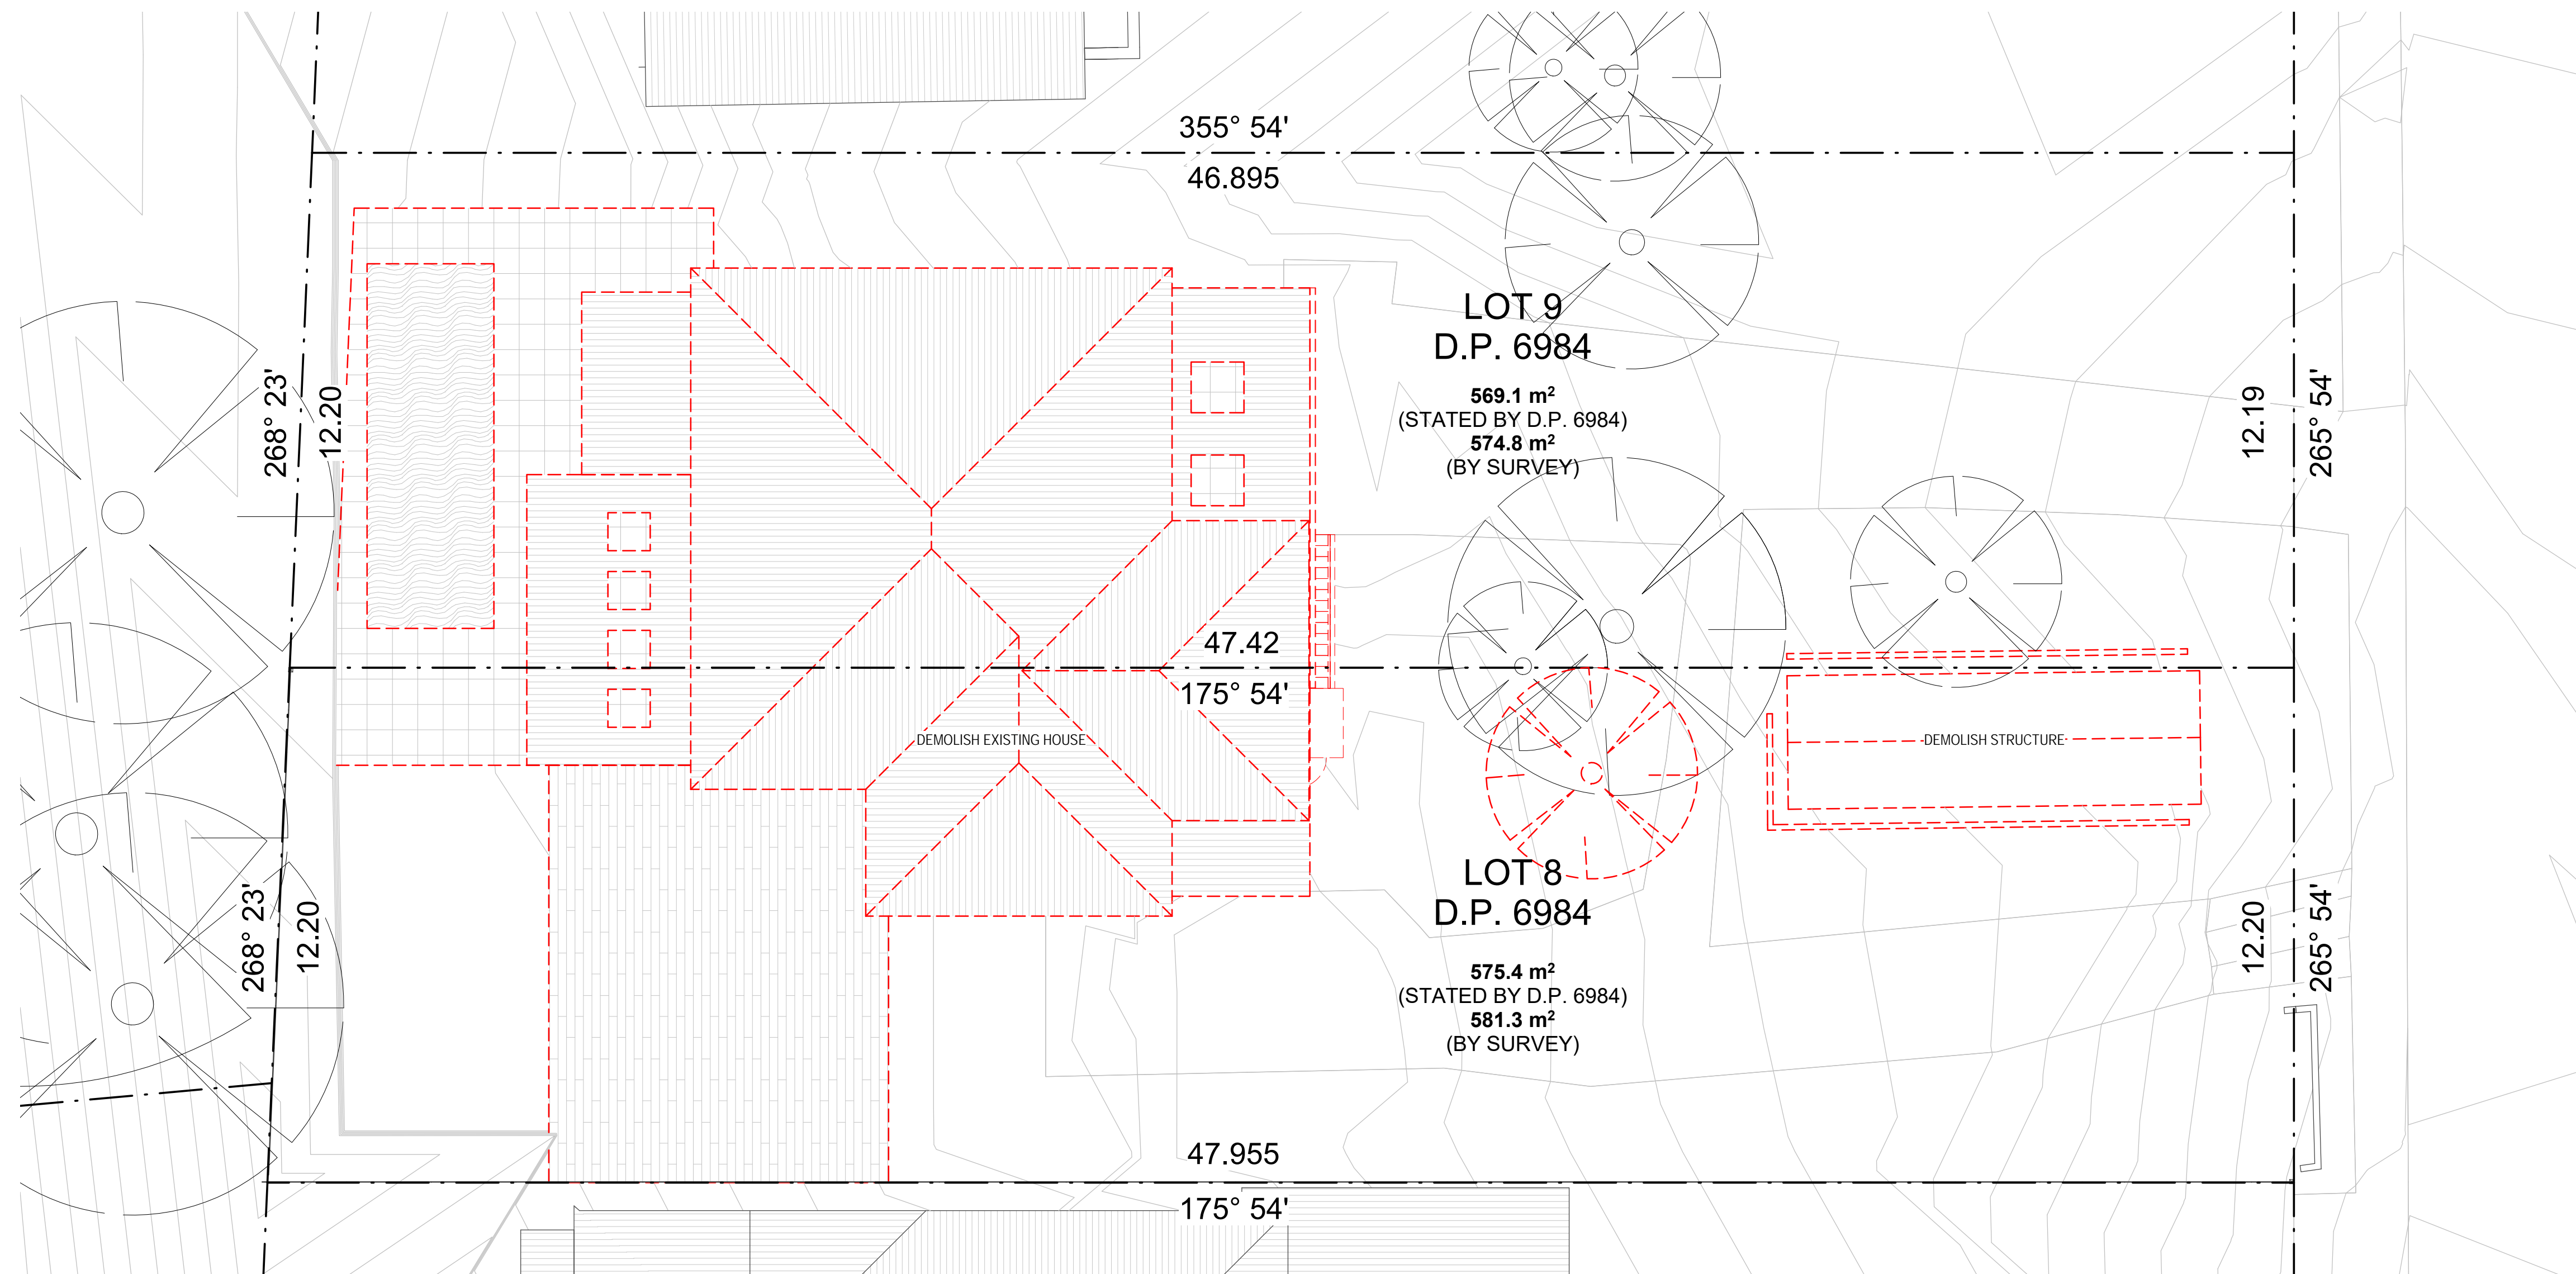 355° 54'
46.895
LOT 9
D.P. 6984
569.1 m²
(STATED BY D.P. 6984)
574.8 m²
(BY SURVEY)
268° 23'
12.20
12.19
265° 54'
47.42
175° 54'
DEMOLISH EXISTING HOUSE
DEMOLISH STRUCTURE
LOT 8
D.P. 6984
575.4 m²
(STATED BY D.P. 6984)
581.3 m²
(BY SURVEY)
268° 23'
12.20
12.20
265° 54'
47.955
175° 54'